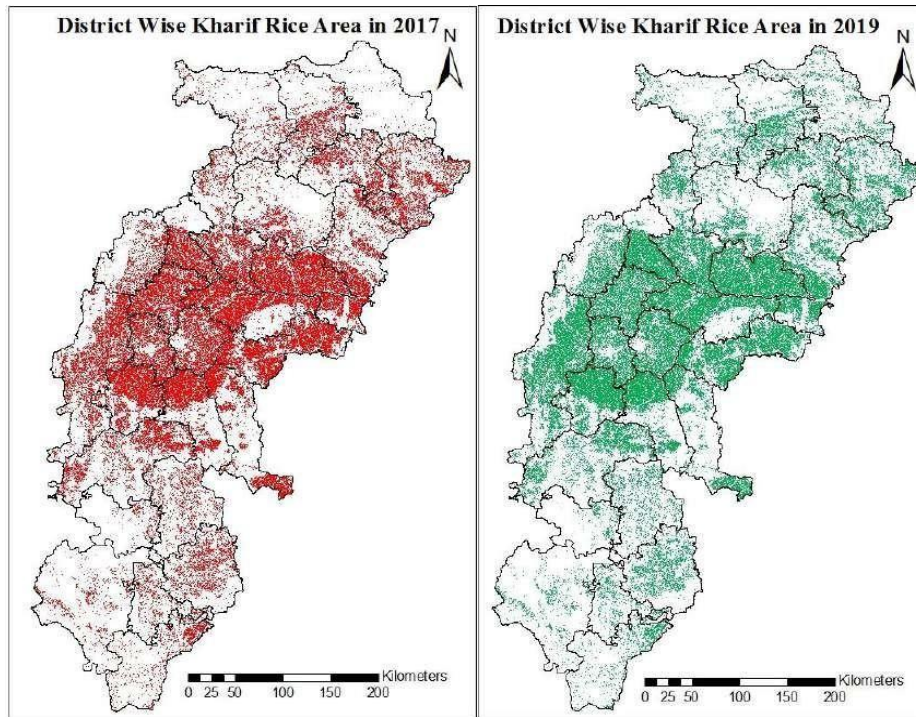 District Wise Kharif Rice Area in 2017
N
Kilometers
0 25 50 100 150 200
District Wise Kharif Rice Area in 2019
N
Kilometers
0 25 50 100 150 200